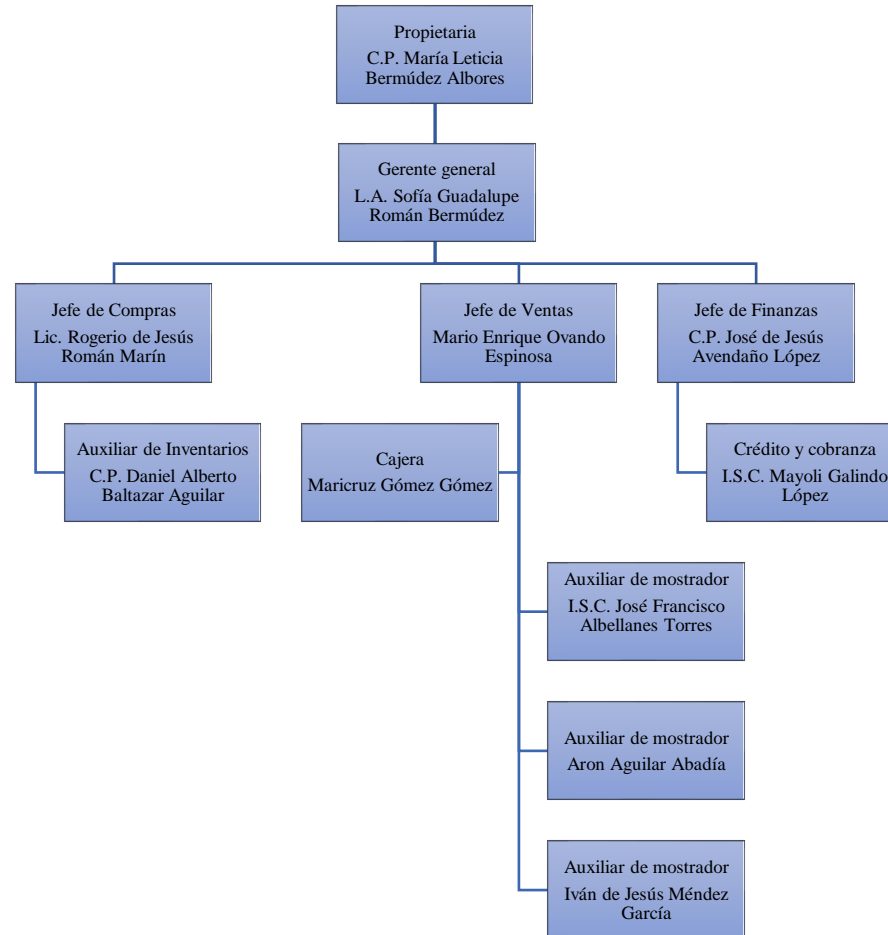 Propietaria
C.P. María Leticia
Bermúdez Albores
Gerente general
L.A. Sofía Guadalupe
Román Bermúdez
Jefe de Compras
Lic. Rogerio de Jesús
Román Marín
Jefe de Ventas
Mario Enrique Ovando
Espinosa
Jefe de Finanzas
C.P. José de Jesús
Avendaño López
Auxiliar de Inventarios
C.P. Daniel Alberto
Baltazar Aguilar
Cajera
Maricruz Gómez Gómez
Crédito y cobranza
I.S.C. Mayoli Galindo
López
Auxiliar de mostrador
I.S.C. José Francisco
Albellanes Torres
Auxiliar de mostrador
Aron Aguilar Abadía
Auxiliar de mostrador
Iván de Jesús Méndez
García